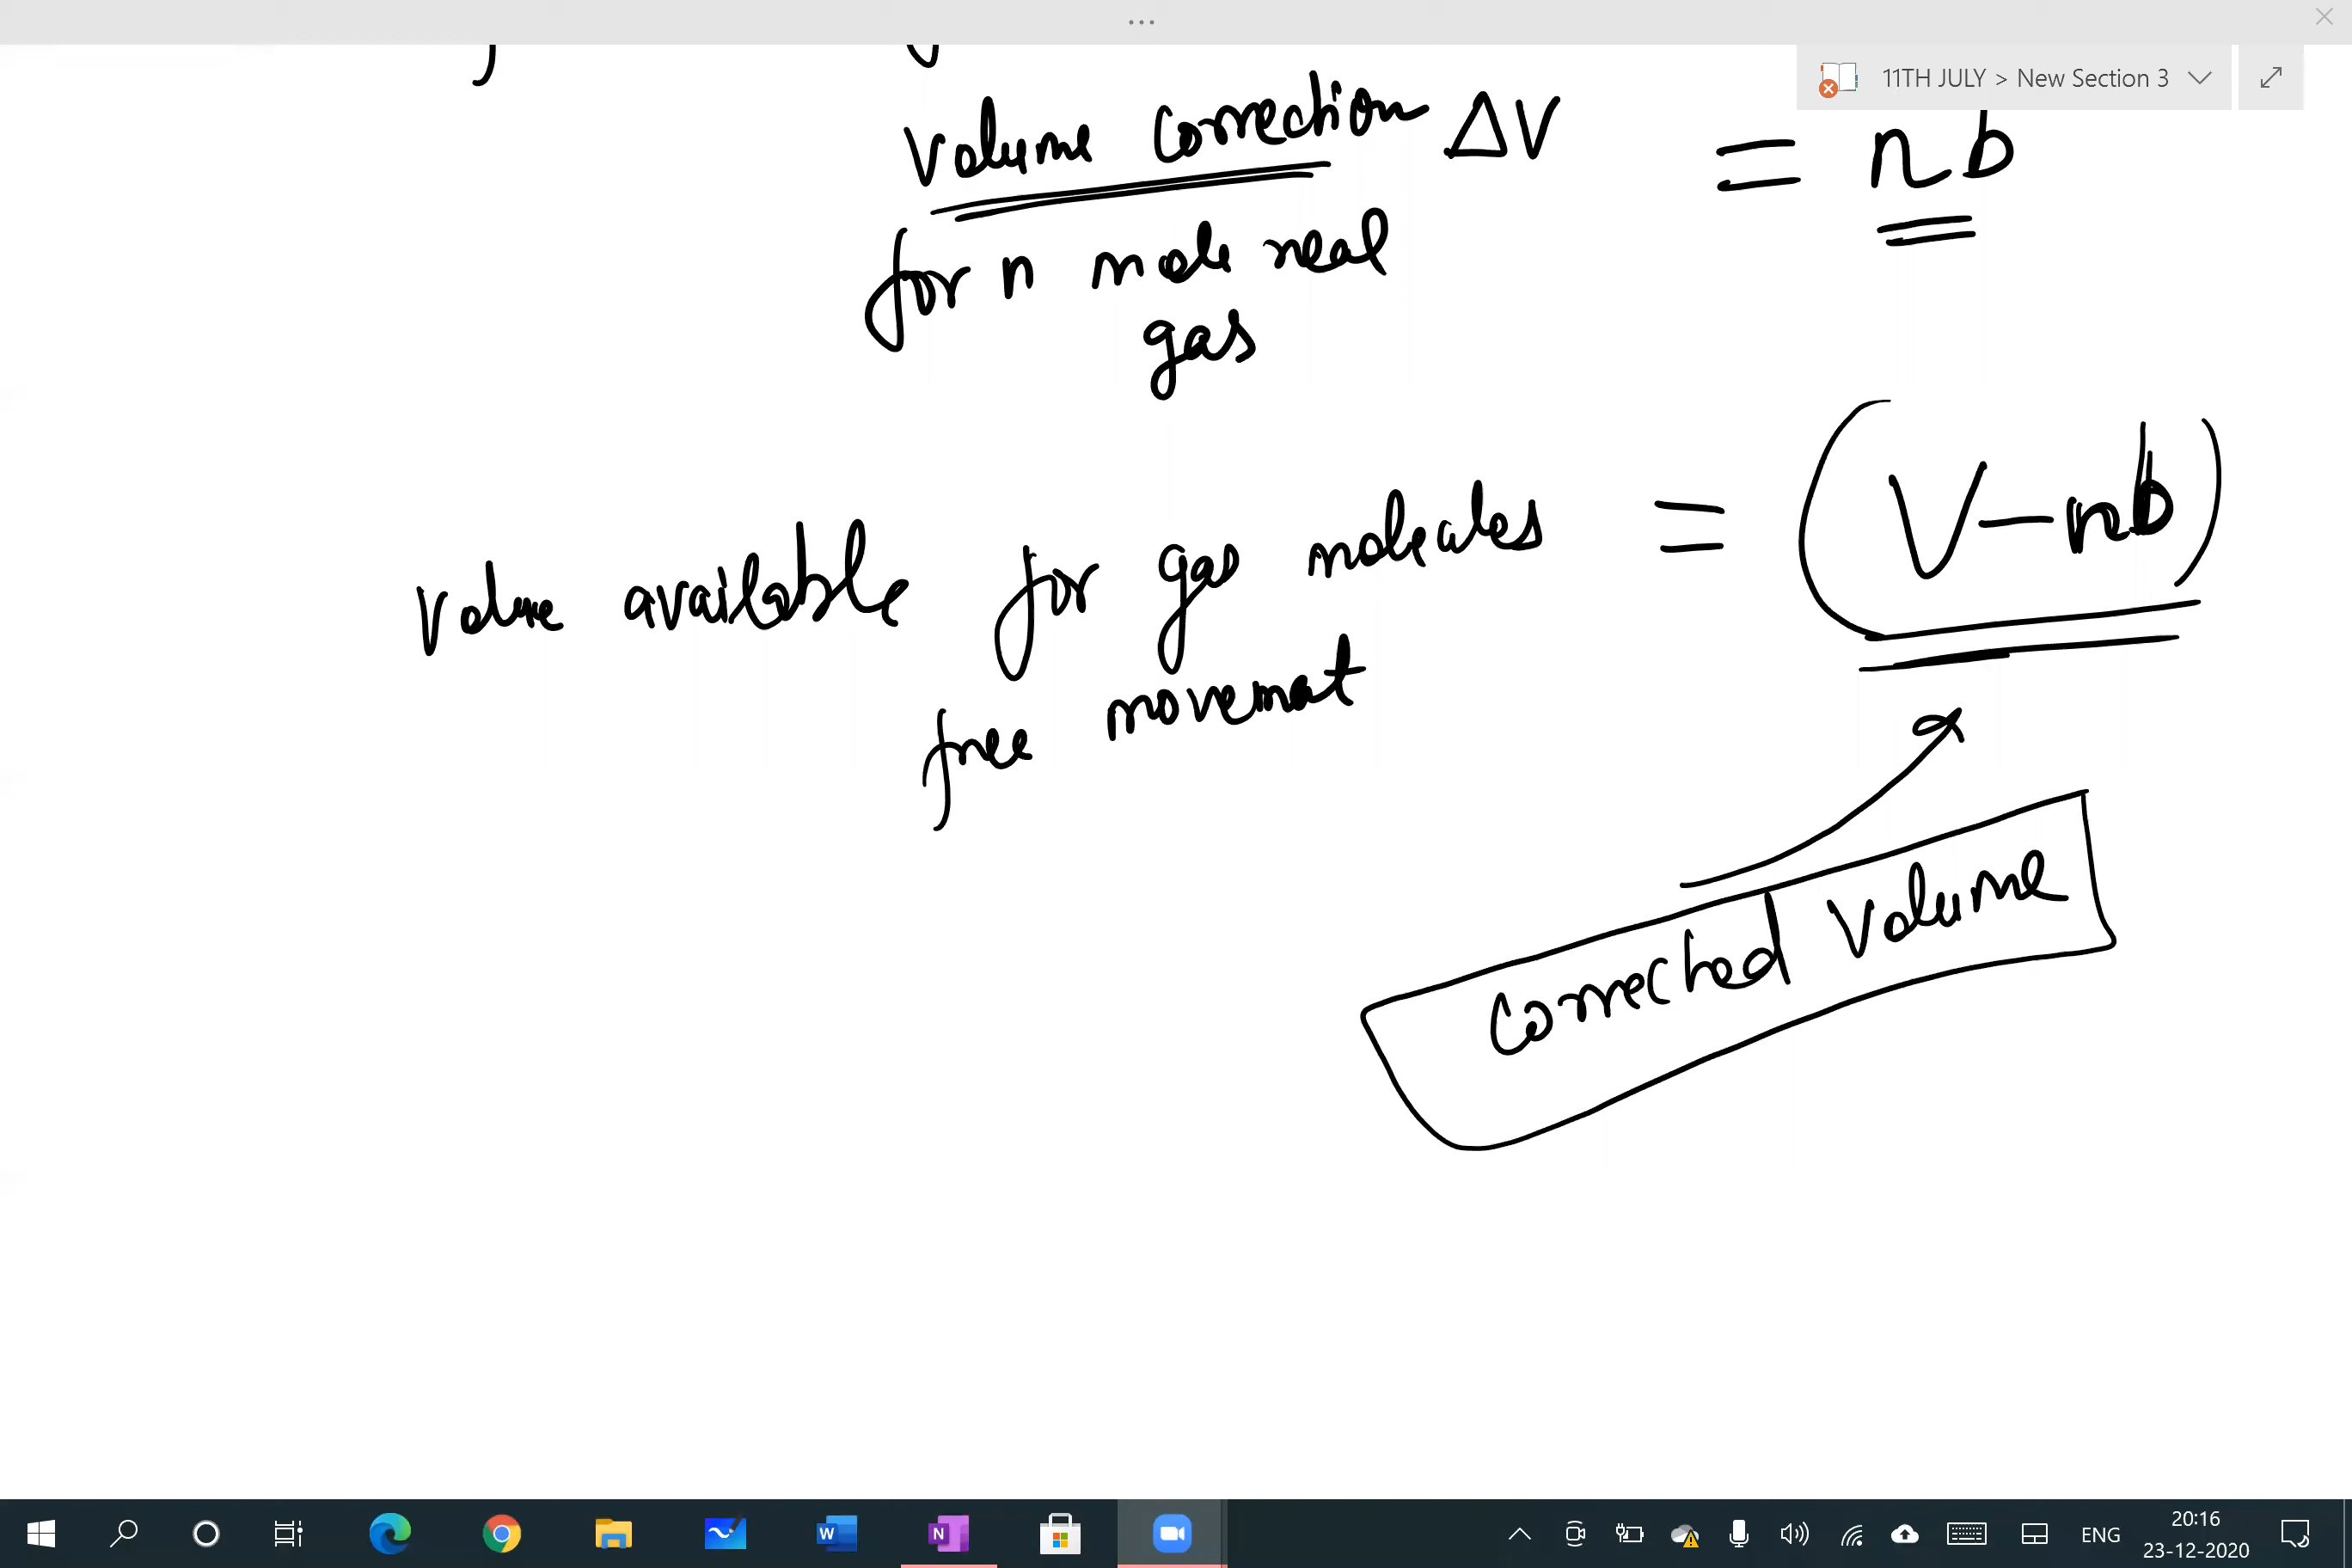 11TH JULY > New Section 3
Volume correction ΔV = nb
for n mole real
gas
Volume available for gas molecules = (V-nb)
free movemat
Corrected Volume
ENG
20:16
23-12-2020